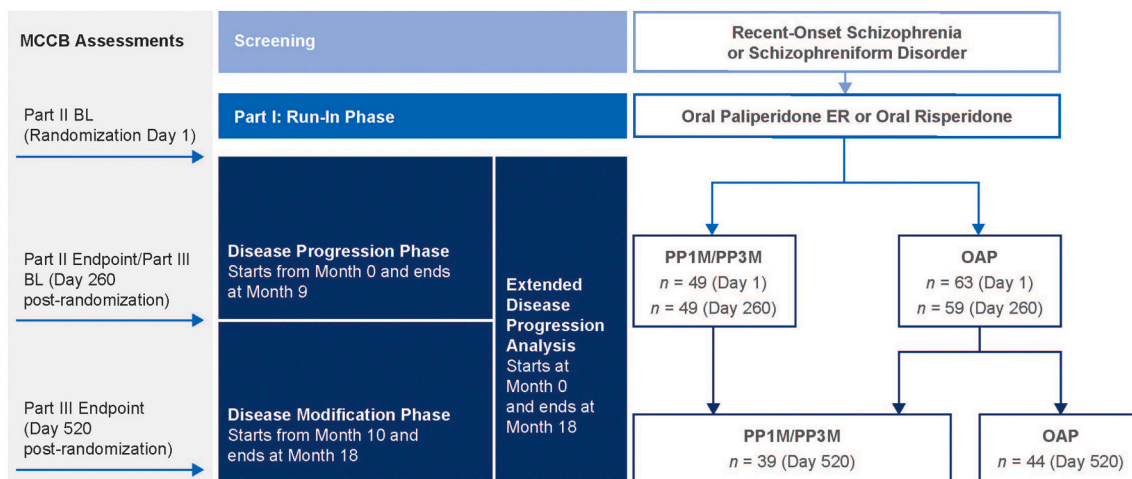 MCCB Assessments
Part II BL
(Randomization Day 1)
Part II Endpoint/Part III
BL (Day 260
post-randomization)
Part III Endpoint
(Day 520
post-randomization)
Screening
Part I: Run-In Phase
Disease Progression Phase
Starts from Month 0 and ends
at Month 9
Disease Modification Phase
Starts from Month 10 and
ends at Month 18
Extended
Disease
Progression
Analysis
Starts at
Month 0
and ends at
Month 18
Recent-Onset Schizophrenia
or Schizophreniform Disorder
Oral Paliperidone ER or Oral Risperidone
PP1M/PP3M
n = 49 (Day 1)
n = 49 (Day 260)
OAP
n = 63 (Day 1)
n = 59 (Day 260)
PP1M/PP3M
n = 39 (Day 520)
OAP
n = 44 (Day 520)